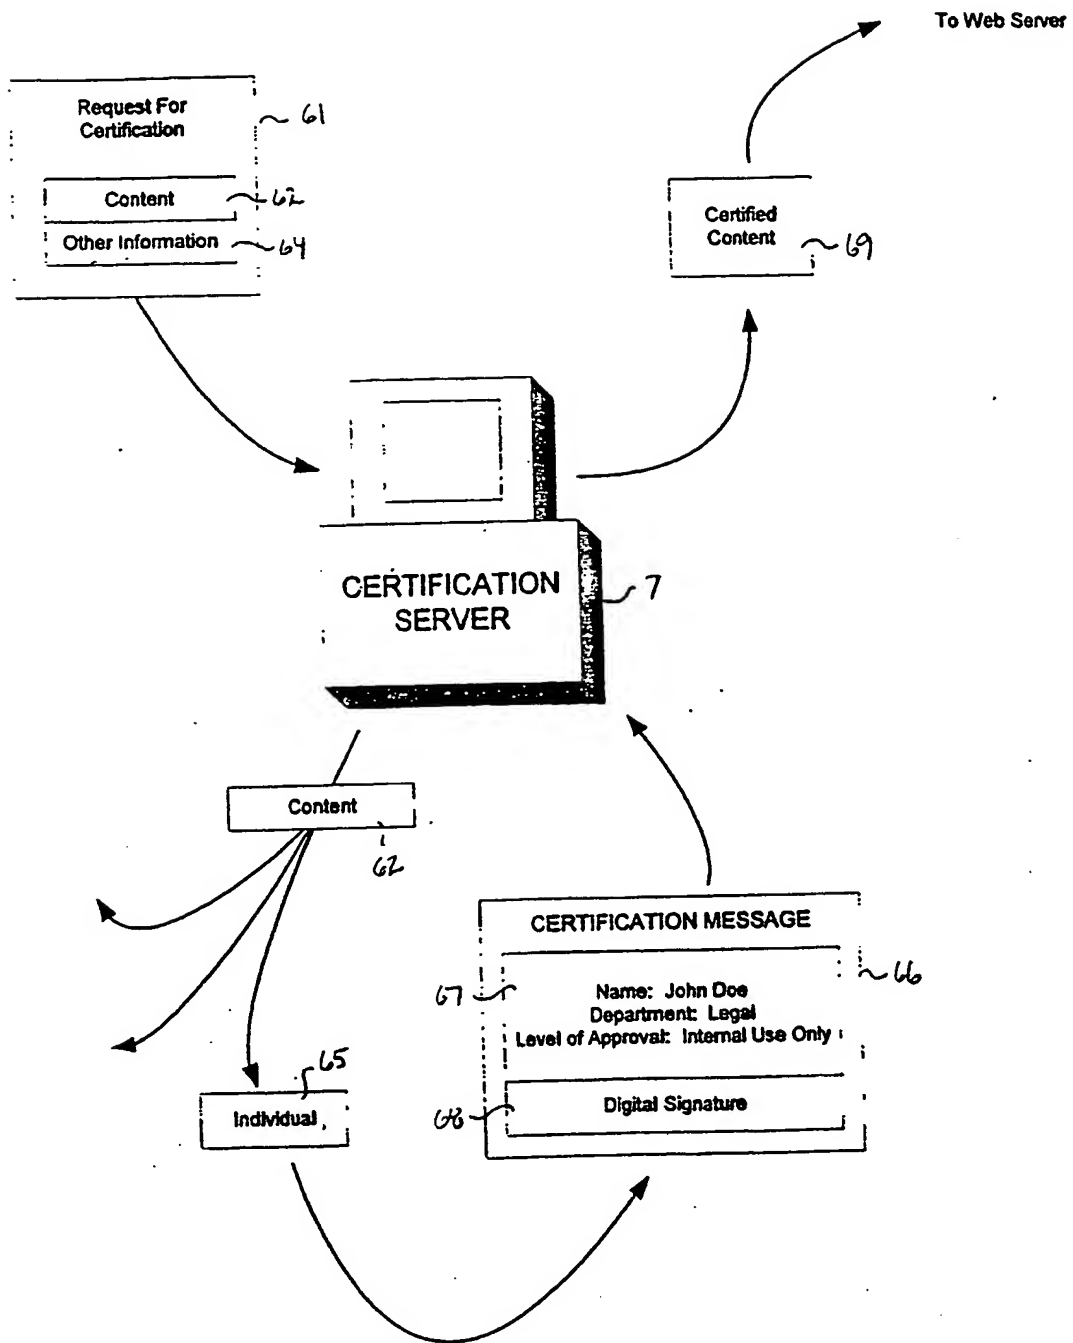 To Web Server
Request For
Certification
61
Content
62
Other Information
64
Certified
Content
69
CERTIFICATION
SERVER
7
Content
62
CERTIFICATION MESSAGE
66
67
Name: John Doe
Department: Legal
Level of Approval: Internal Use Only
68
Digital Signature
65
Individual